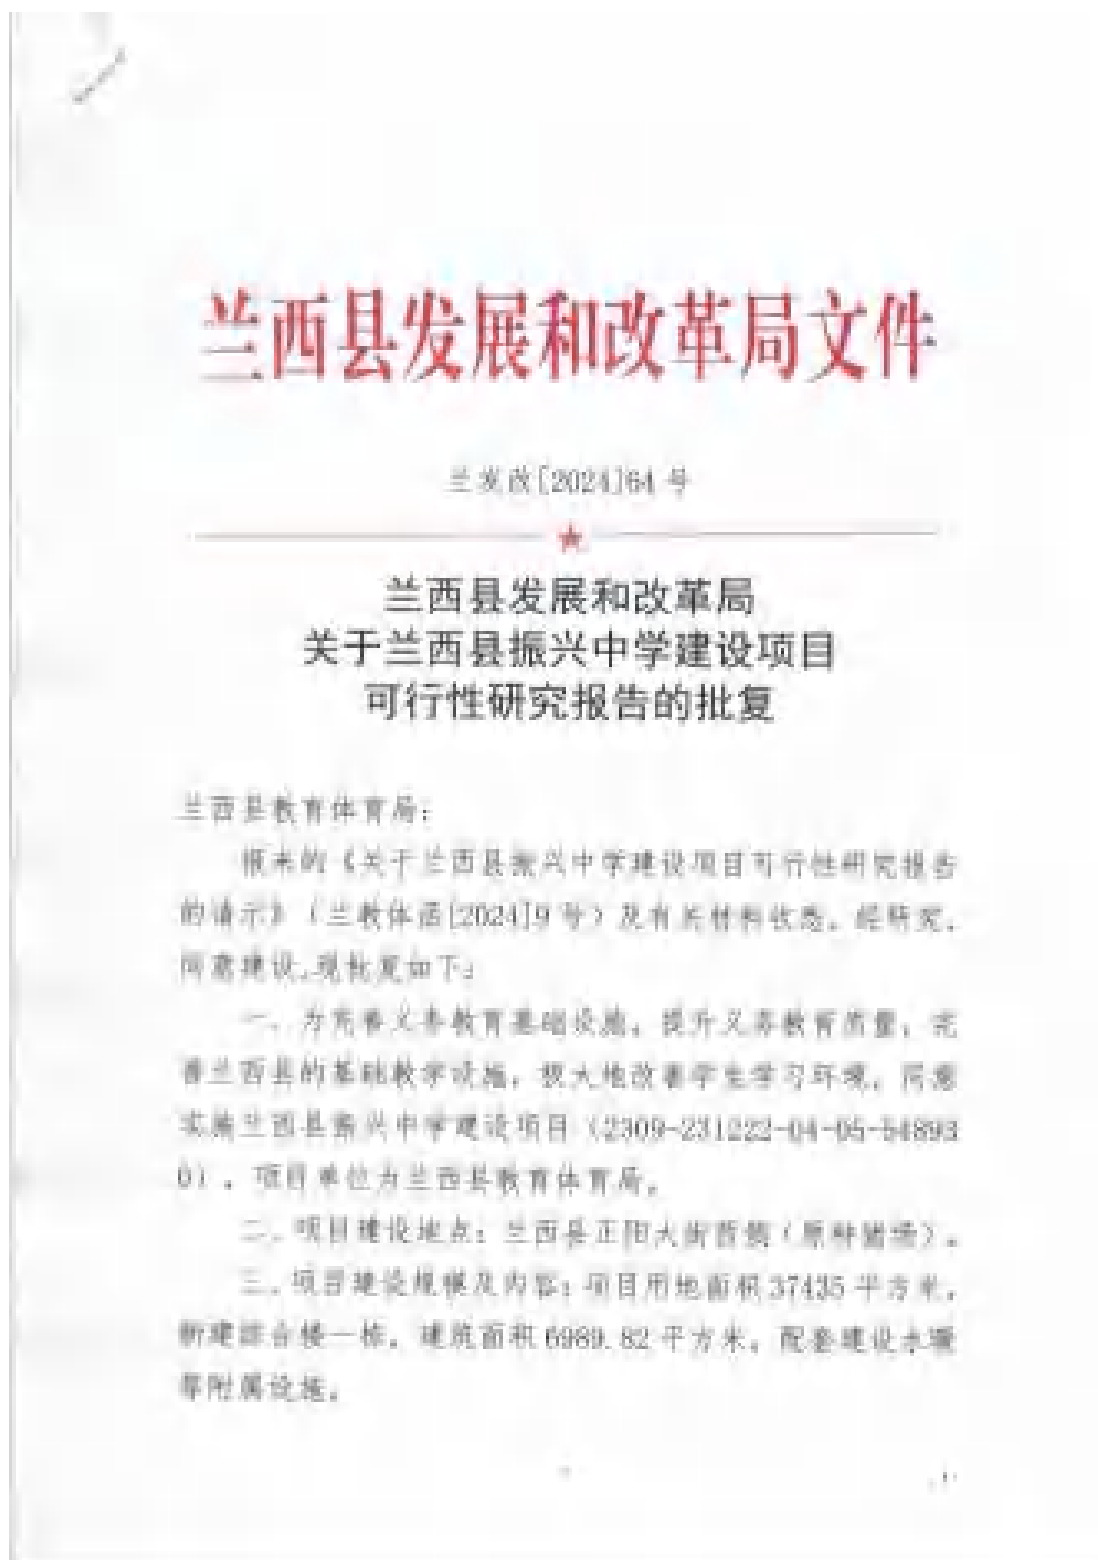 兰西县发展和改革局文件
兰发改[2024]64号
兰西县发展和改革局
关于兰西县振兴中学建设项目
可行性研究报告的批复
兰西县教育体育局:
报来的《关于兰西县振兴中学建设项目可行性研究报告
的请示》(兰教体函[2024]9号)及有关材料收悉。经研究,
同意建设,现批复如下:
一、为完善义务教育基础设施,提升义务教育质量,完
善兰西县的基础教学设施,极大地改善学生学习环境,同意
实施兰西县振兴中学建设项目(2309-231222-04-05-54893
0)。项目单位为兰西县教育体育局。
二、项目建设地点:兰西县正阳大街西侧(原种猪场)。
三、项目建设规模及内容:项目用地面积37435平方米,
新建综合楼一栋,建筑面积6989.82平方米。配套建设水暖
等附属设施。